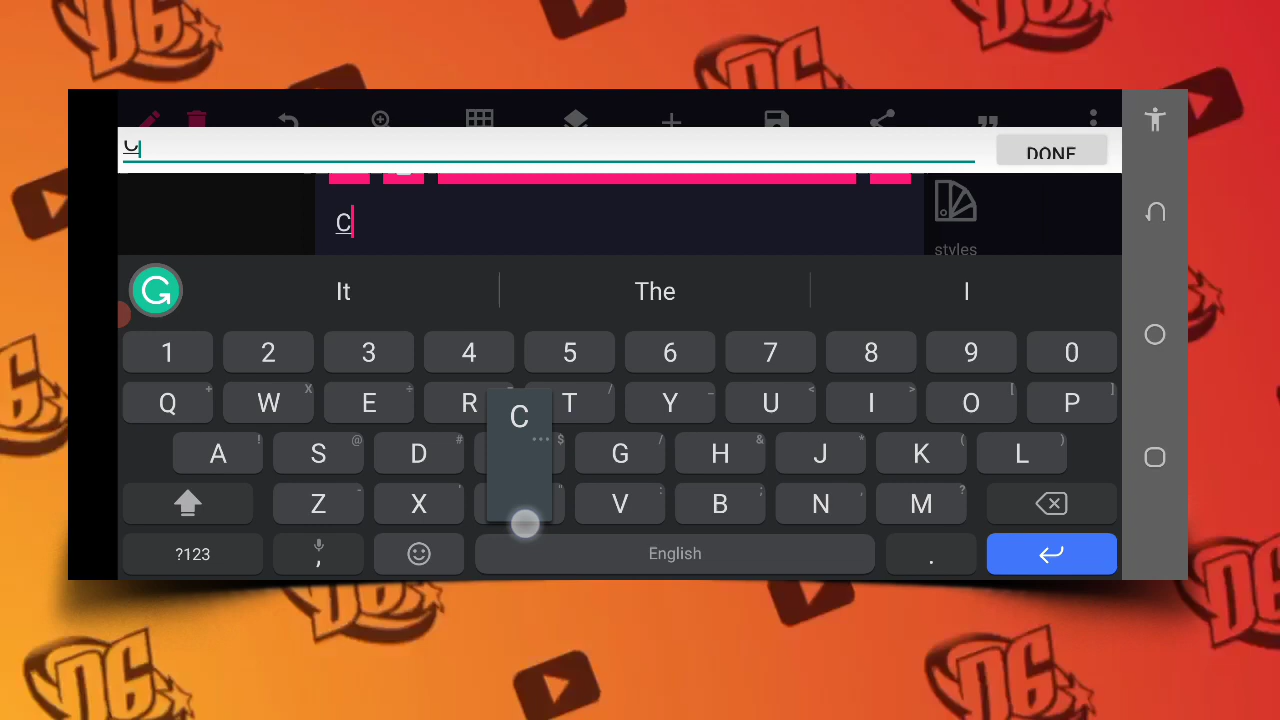 C
DONE
C
styles
It The I
1 2 3 4 5 6 7 8 9 0
Q + W X E ÷ R T / Y _ U < I > O [ P ]
A ! S @ D # $ G / H & J * K ( L )
Z - X ' " V : B ; N , M ?
C
?123 , English .